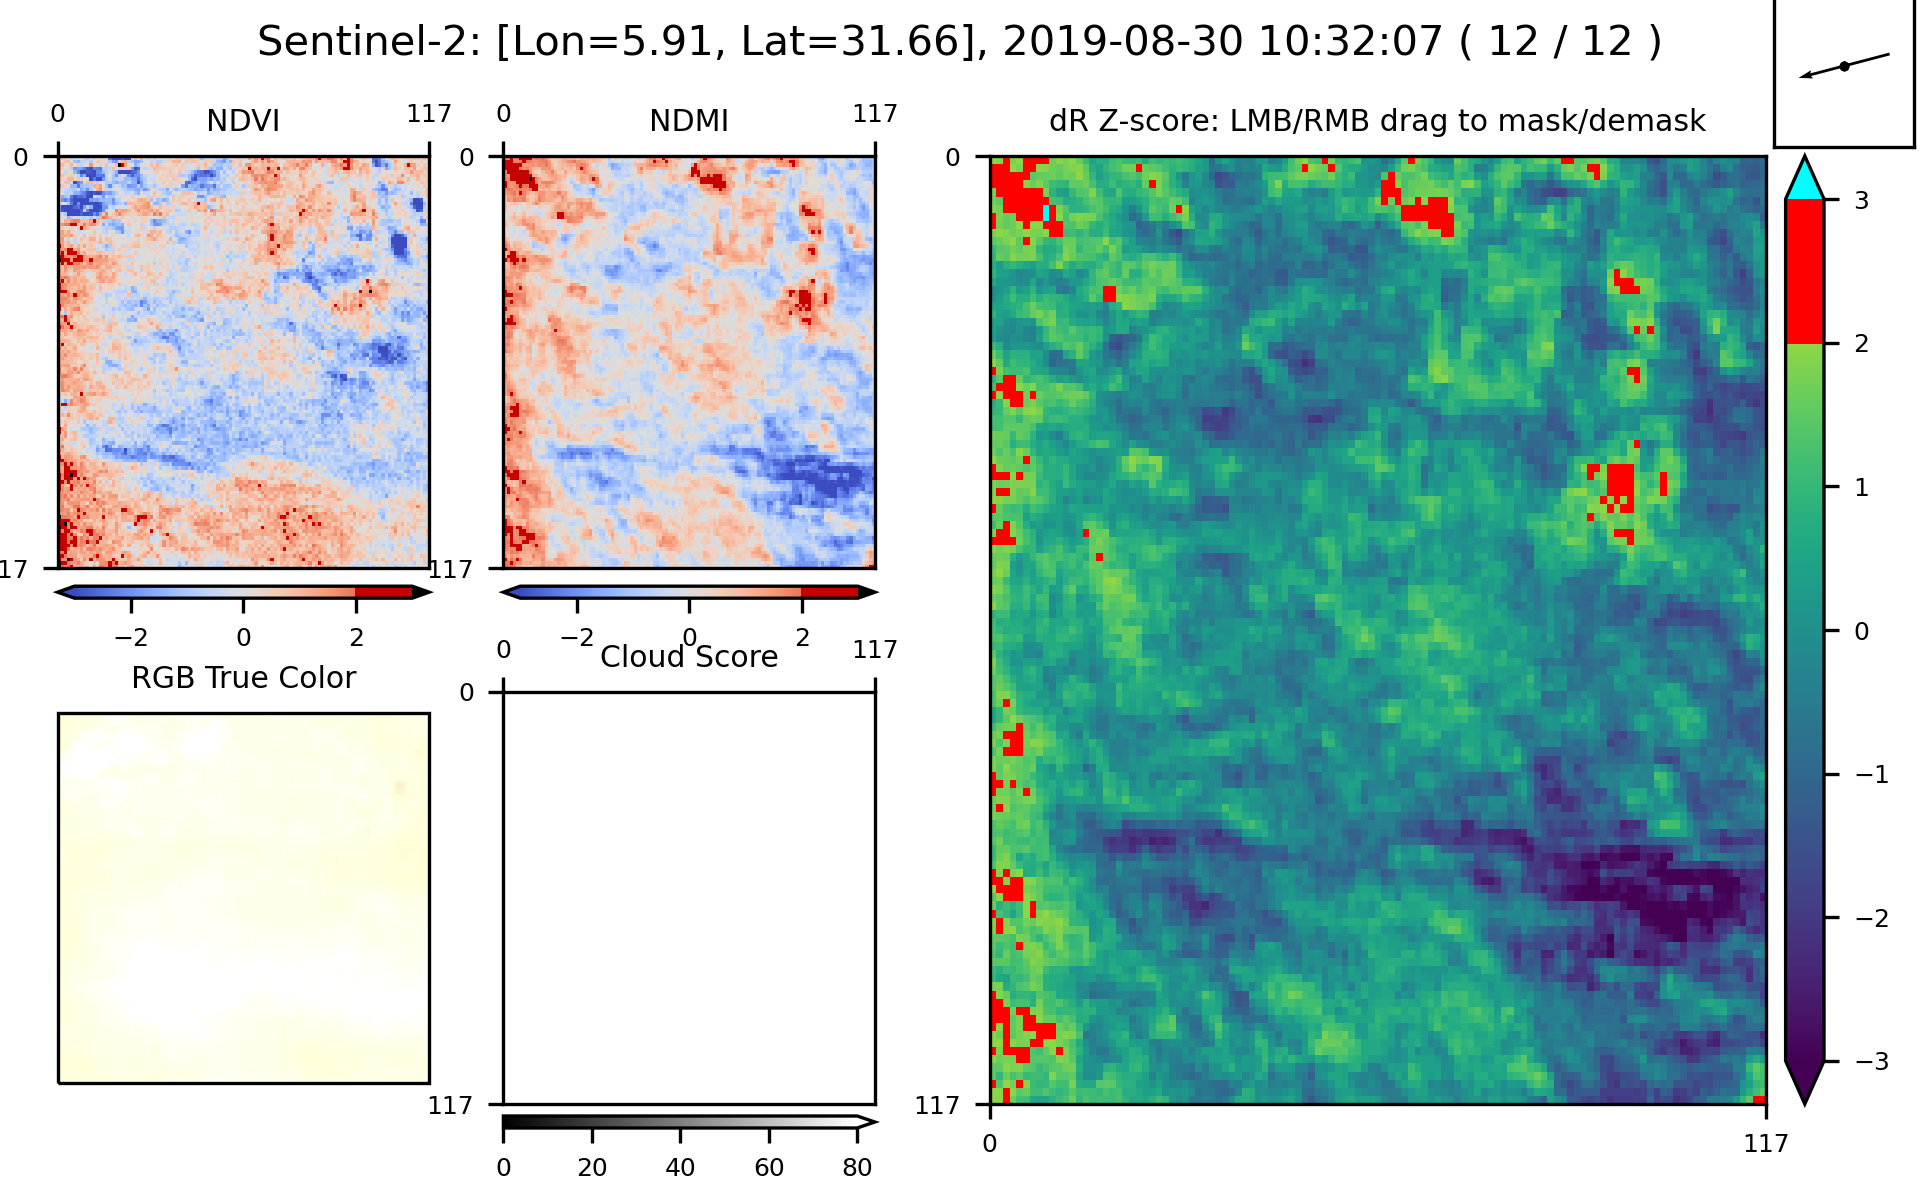 Sentinel-2: [Lon=5.91, Lat=31.66], 2019-08-30 10:32:07 ( 12 / 12 )
NDVI
0 117
0
17
−2 0 2
NDMI
0 117
0
117
−2 0 2
dR Z-score: LMB/RMB drag to mask/demask
0
117
0 117
3
2
1
0
−1
−2
−3
RGB True Color
Cloud Score
0 117
0
117
0 20 40 60 80